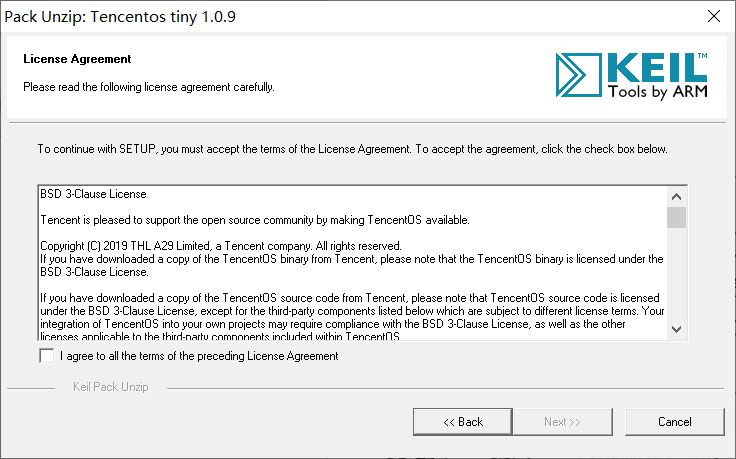 Pack Unzip: Tencentos tiny 1.0.9
License Agreement
Please read the following license agreement carefully.
KEIL™
Tools by ARM
To continue with SETUP, you must accept the terms of the License Agreement. To accept the agreement, click the check box below.
BSD 3-Clause License
Tencent is pleased to support the open source community by making TencentOS available.
Copyright (C) 2019 THL A29 Limited, a Tencent company. All rights reserved.
If you have downloaded a copy of the TencentOS binary from Tencent, please note that the TencentOS binary is licensed under the
BSD 3-Clause License.
If you have downloaded a copy of the TencentOS source code from Tencent, please note that TencentOS source code is licensed
under the BSD 3-Clause License, except for the third-party components listed below which are subject to different license terms. Your
integration of TencentOS into your own projects may require compliance with the BSD 3-Clause License, as well as the other
licenses applicable to the third-party components included within TencentOS.
I agree to all the terms of the preceding License Agreement
Keil Pack Unzip
<< Back
Next >>
Cancel